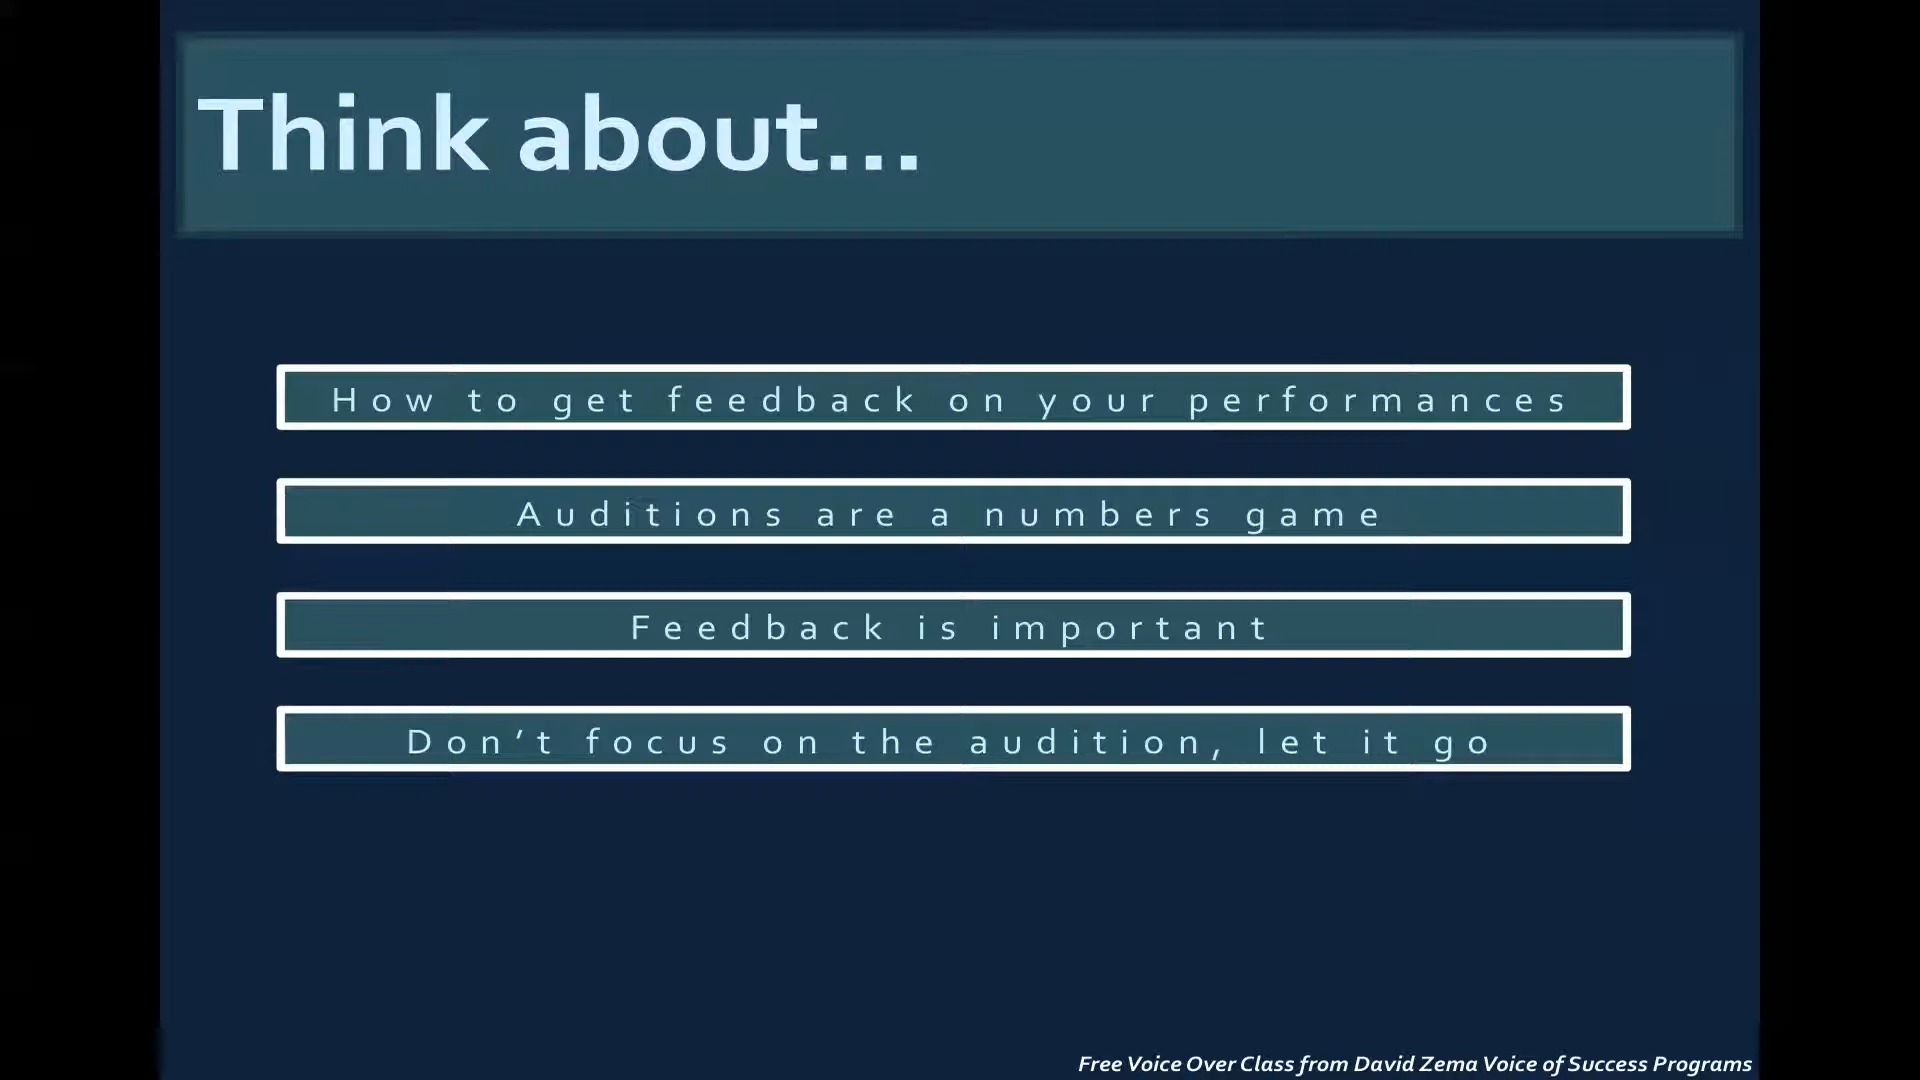 Think about...
How to get feedback on your performances
Auditions are a numbers game
Feedback is important
Don’t focus on the audition, let it go
Free Voice Over Class from David Zema Voice of Success Programs